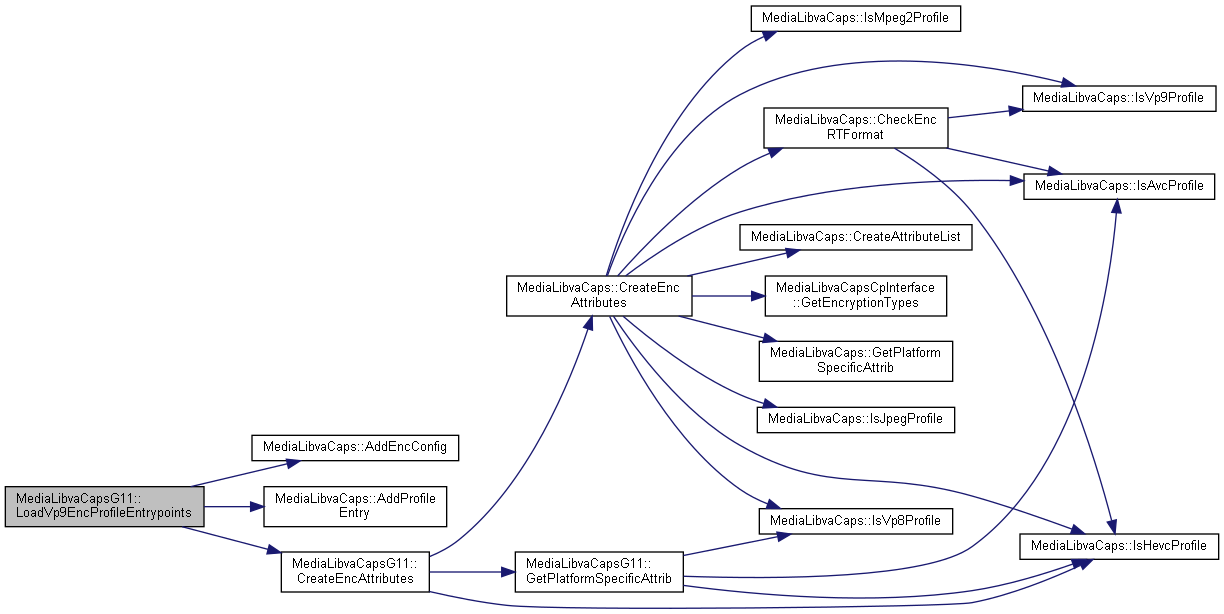 MediaLibvaCaps::IsMpeg2Profile
MediaLibvaCaps::IsVp9Profile
MediaLibvaCaps::CheckEnc
RTFormat
MediaLibvaCaps::IsAvcProfile
MediaLibvaCaps::CreateAttributeList
MediaLibvaCaps::CreateEnc
Attributes
MediaLibvaCapsCpInterface
::GetEncryptionTypes
MediaLibvaCaps::GetPlatform
SpecificAttrib
MediaLibvaCaps::IsJpegProfile
MediaLibvaCaps::AddEncConfig
MediaLibvaCapsG11::
LoadVp9EncProfileEntrypoints
MediaLibvaCaps::AddProfile
Entry
MediaLibvaCaps::IsVp8Profile
MediaLibvaCaps::IsHevcProfile
MediaLibvaCapsG11::
CreateEncAttributes
MediaLibvaCapsG11::
GetPlatformSpecificAttrib